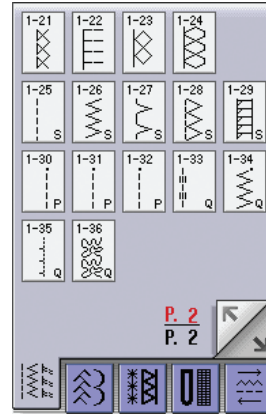 1-21 1-22 1-23 1-24
1-25 1-26 1-27 1-28 1-29
S S S S S
1-30 1-31 1-32 1-33 1-34
P P P Q Q
1-35 1-36
Q Q
P. 2
P. 2